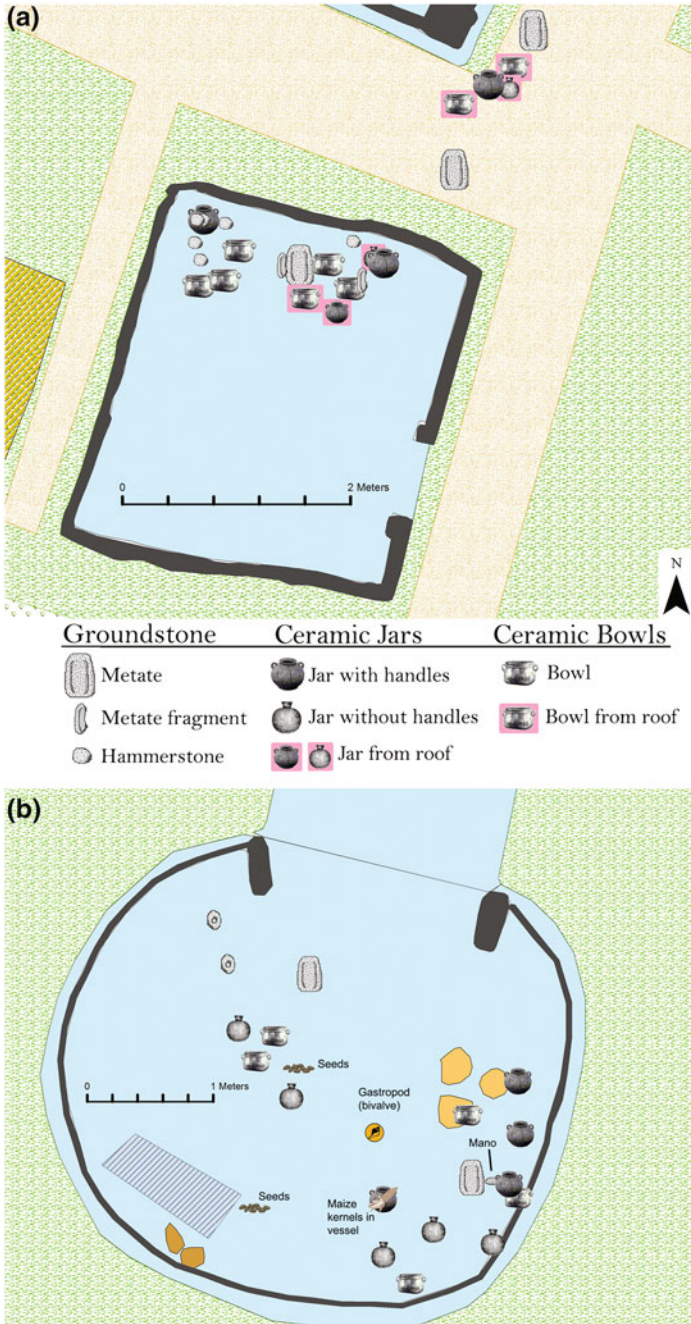 (a)
0 2 Meters
N
Groundstone Ceramic Jars Ceramic Bowls
Metate Jar with handles Bowl
Metate fragment Jar without handles Bowl from roof
Hammerstone Jar from roof
(b)
Seeds
0 1 Meters
Gastropod
(bivalve)
Mano
Seeds
Maize
kernels in
vessel